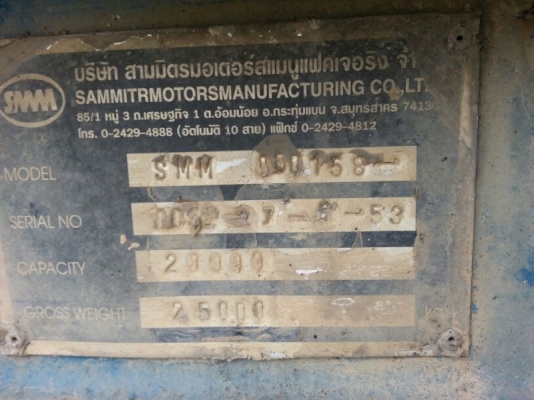 SMM
บริษัท สามมิตรมอเตอร์สแมนูแฟคเจอริง จำ
SAMMITRMOTORSMANUFACTURING CO.,LT
85/1 หมู่ 3 ถ.เศรษฐกิจ 1 ต.อ้อมน้อย อ.กระทุ่มแบน จ.สมุทรสาคร 7413
โทร. 0-2429-4888 (อัตโนมัติ 10 สาย) แฟ็กซ์ 0-2429-4812
MODEL SMM
SERIAL NO
CAPACITY 28000
GROSS WEIGHT 25000